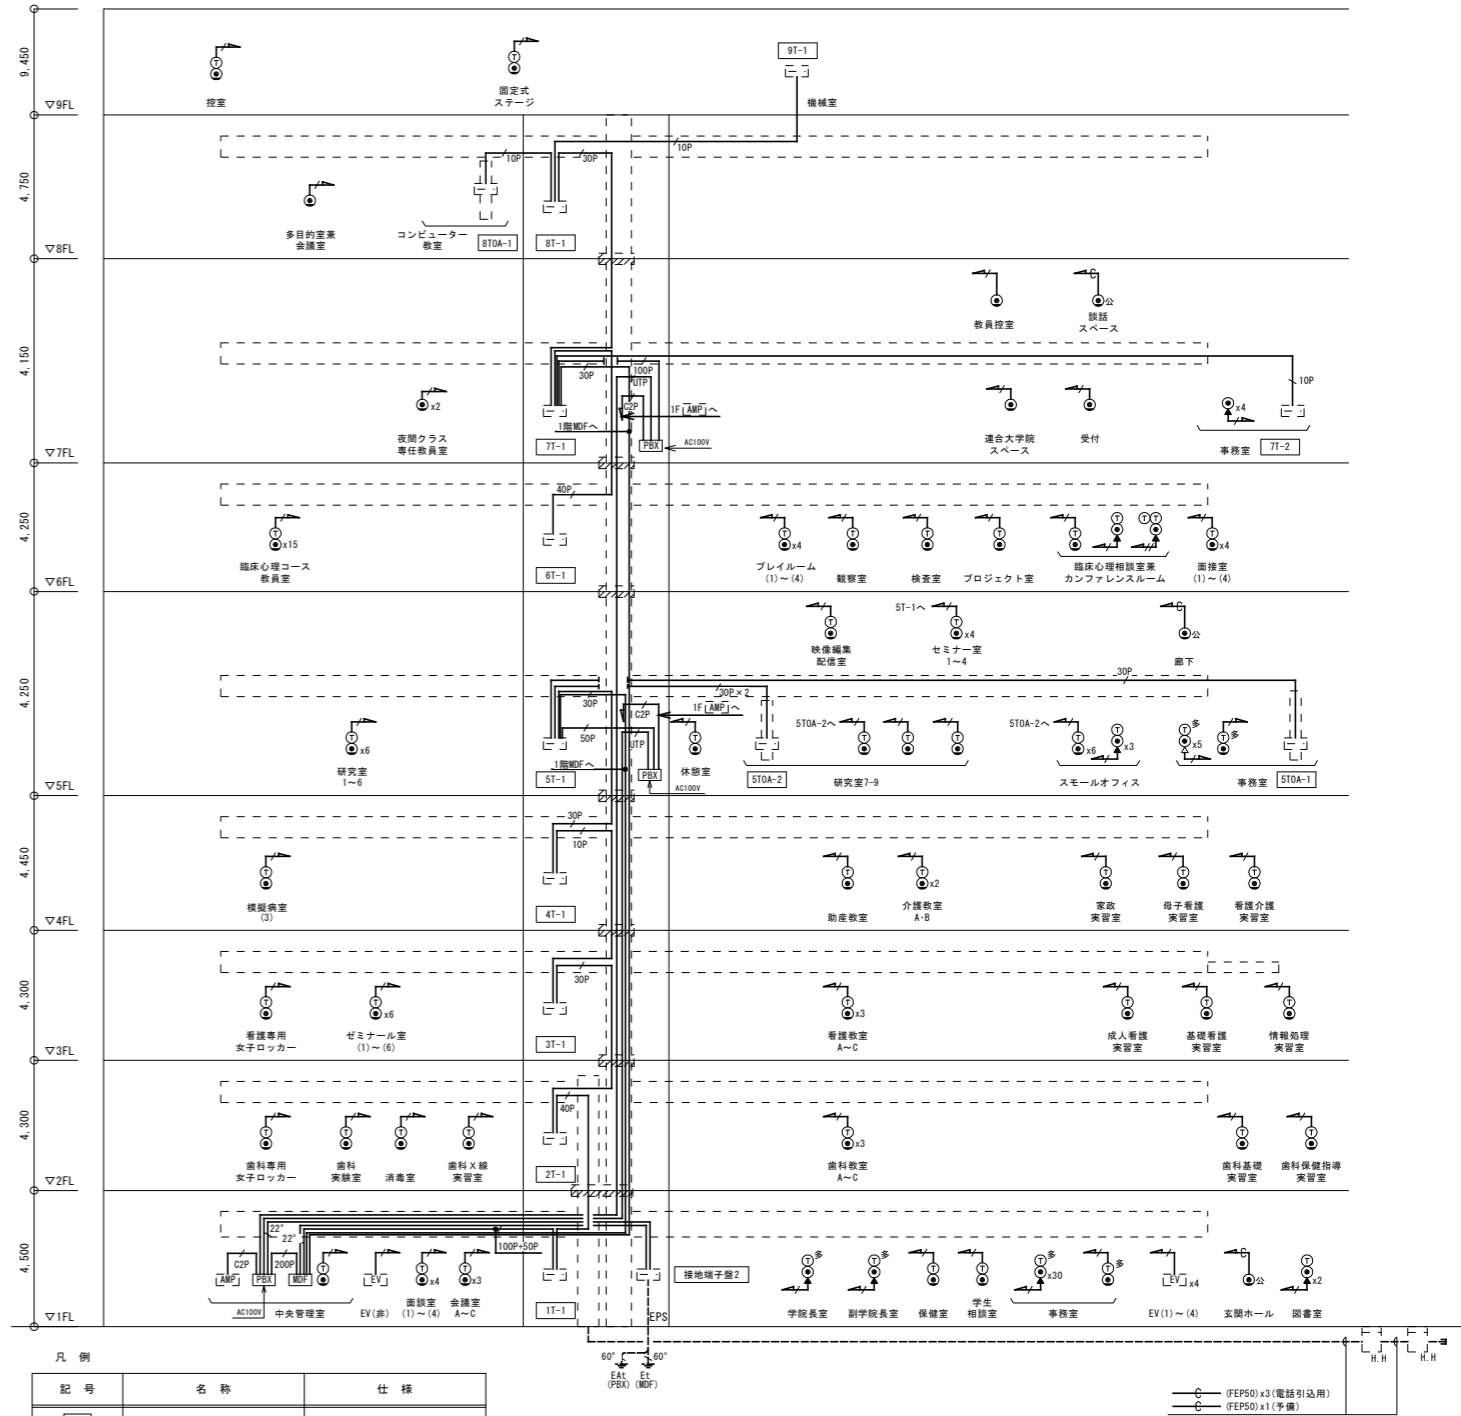 9,450
9T-1
控室
固定式
ステージ
機械室
▽9FL
10P
30P
10P
4,750
多目的室兼
会議室
コンピューター
教室
8TOA-1
8T-1
▽8FL
教員控室
公
談話
スペース
4,150
30P
100P
UTP
10P
x2
C2P
1F AMP へ
x4
1階MDFへ
夜間クラス
専任教員室
7T-1
PBX
AC100V
連合大学院
スペース
受付
事務室
7T-2
▽7FL
40P
4,250
T
x15
T
x4
T
T
T
T
T
T T
T
x4
臨床心理コース
教員室
6T-1
プレイルーム
(1)～(4)
観察室
検査室
プロジェクト室
臨床心理相談室兼
カンファレンスルーム
面接室
(1)～(4)
▽6FL
5T-1へ
T
T
x4
公
映像編集
配信室
セミナー室
1～4
廊下
30P
4,250
30P
30P×2
C2P
1F AMP へ
50P
UTP
5TOA-2へ
5TOA-2へ
多
x5
多
x6
x3
x6
1階MDFへ
研究室
1～6
5T-1
PBX
AC100V
休憩室
5TOA-2
研究室7-9
スモールオフィス
事務室
5TOA-1
▽5FL
30P
10P
4,450
x2
模擬病室
(3)
4T-1
助産教室
介護教室
A・B
家政
実習室
母子看護
実習室
看護介護
実習室
▽4FL
30P
4,300
x6
x3
看護専用
女子ロッカー
ゼミナール室
(1)～(6)
3T-1
看護教室
A～C
成人看護
実習室
基礎看護
実習室
情報処理
実習室
▽3FL
40P
4,300
x3
歯科専用
女子ロッカー
歯科
実験室
消毒室
歯科X線
実習室
2T-1
歯科教室
A～C
歯科基礎
実習室
歯科保健指導
実習室
▽2FL
4,500
22°
22°
100P+50P
C2P
200P
AMP
PBX
MDF
EV
x4
x3
接地端子盤2
多
多
多
x30
多
EV
x4
公
x2
AC100V
中央管理室
EV(非)
面談室
(1)～(4)
会議室
A～C
1T-1
EPS
学院長室
副学院長室
保健室
学生
相談室
事務室
EV(1)～(4)
玄関ホール
図書室
▽1FL
60°
60°
EAt
(PBX)
Et
(MDF)
H.H
H.H
凡 例
記 号
名 称
仕 様
(FEP50)x3(電話引込用)
(FEP50)x1(予備)